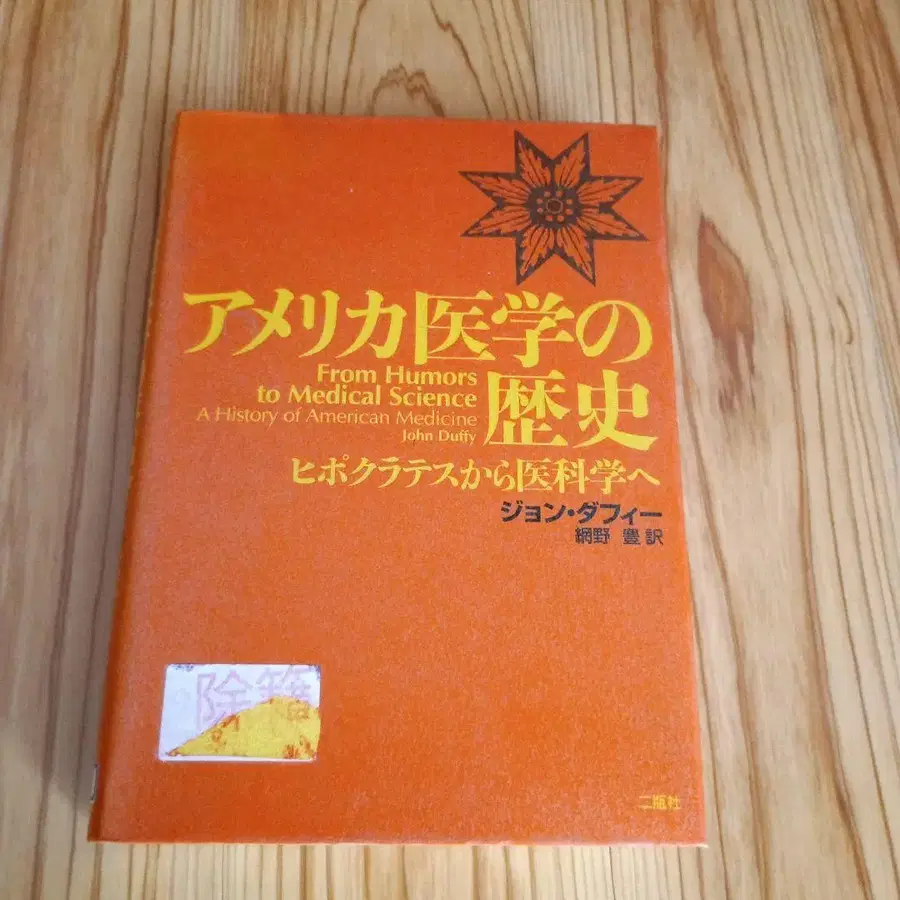 アメリカ医学の
歴史
From Humors
to Medical Science
A History of American Medicine
John Duffy
ヒポクラテスから医科学へ
ジョン・ダフィー
網野 豊 訳
除籍
二瓶社